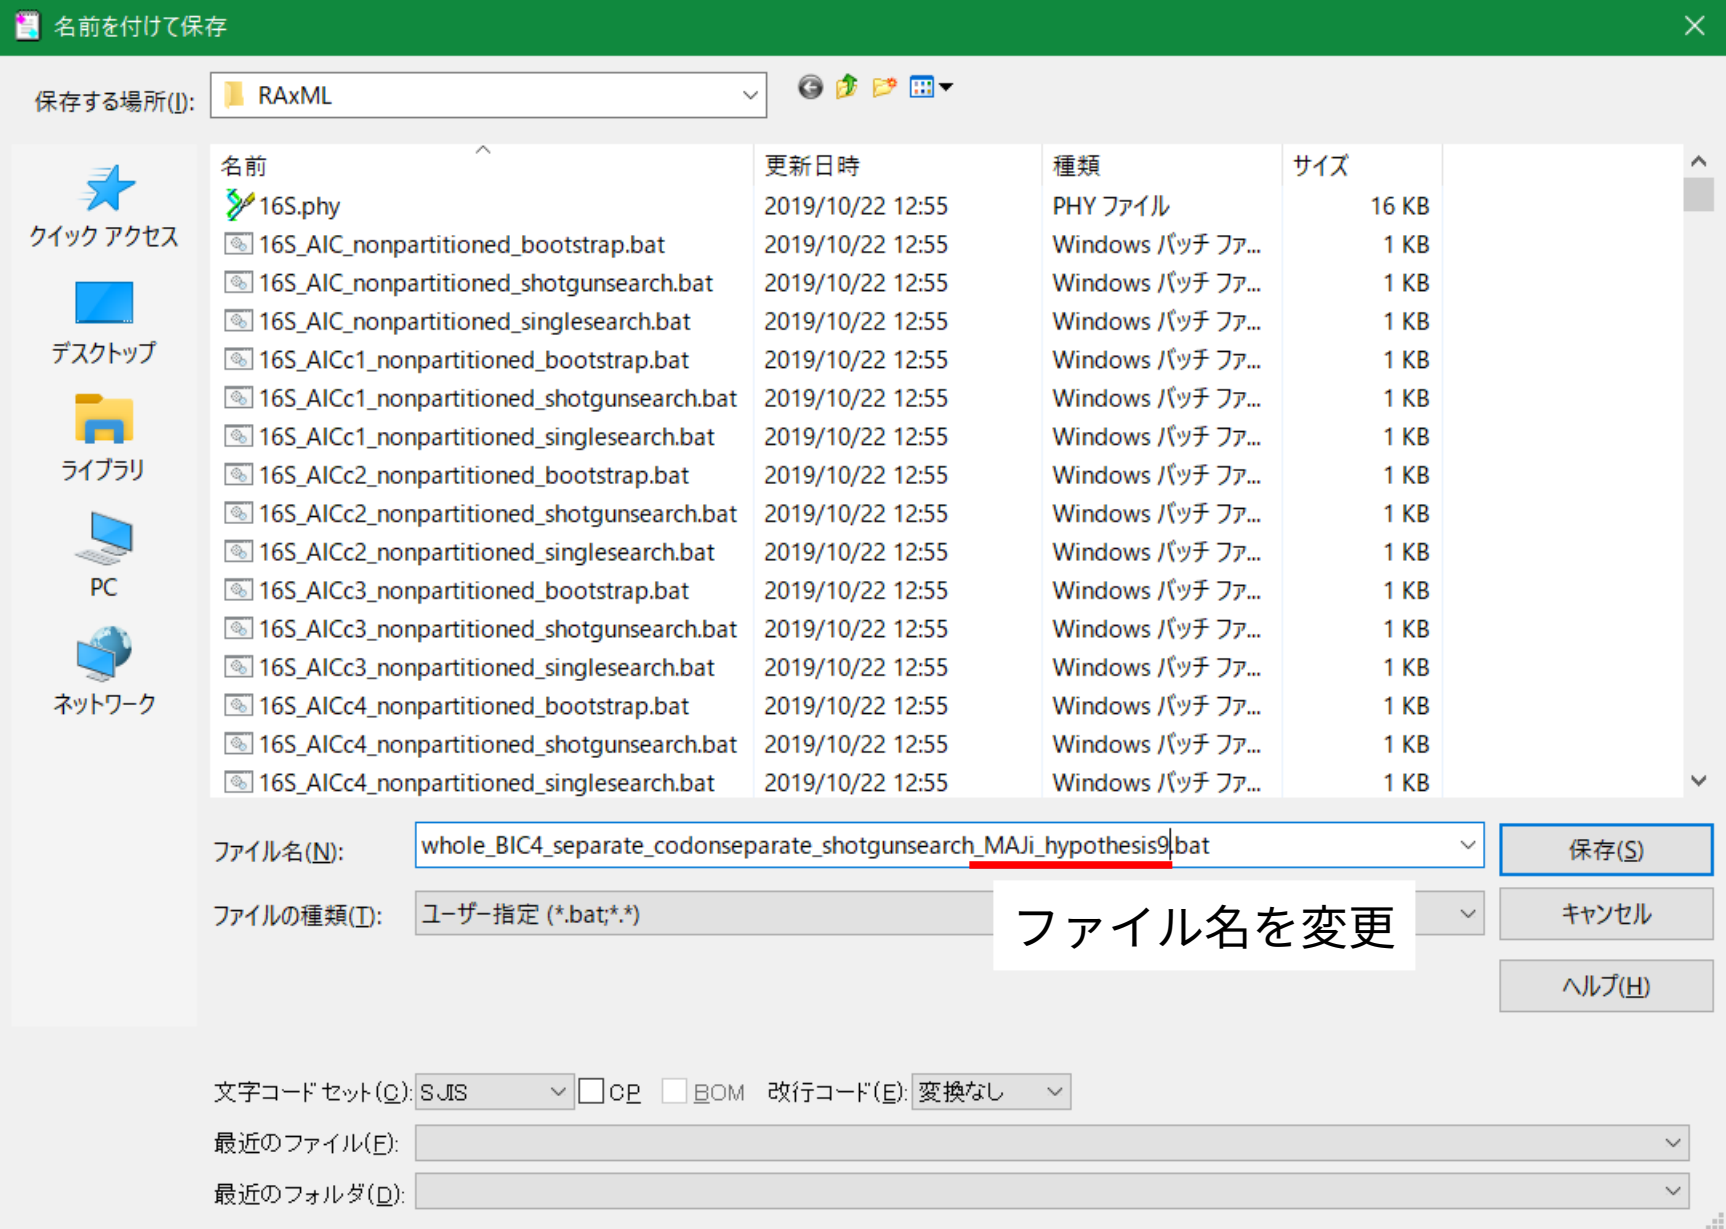 名前を付けて保存
保存する場所(I): RAxML
名前 更新日時 種類 サイズ
16S.phy 2019/10/22 12:55 PHY ファイル 16 KB
16S_AIC_nonpartitioned_bootstrap.bat 2019/10/22 12:55 Windows バッチ ファ... 1 KB
16S_AIC_nonpartitioned_shotgunsearch.bat 2019/10/22 12:55 Windows バッチ ファ... 1 KB
16S_AIC_nonpartitioned_singlesearch.bat 2019/10/22 12:55 Windows バッチ ファ... 1 KB
16S_AICc1_nonpartitioned_bootstrap.bat 2019/10/22 12:55 Windows バッチ ファ... 1 KB
16S_AICc1_nonpartitioned_shotgunsearch.bat 2019/10/22 12:55 Windows バッチ ファ... 1 KB
16S_AICc1_nonpartitioned_singlesearch.bat 2019/10/22 12:55 Windows バッチ ファ... 1 KB
16S_AICc2_nonpartitioned_bootstrap.bat 2019/10/22 12:55 Windows バッチ ファ... 1 KB
16S_AICc2_nonpartitioned_shotgunsearch.bat 2019/10/22 12:55 Windows バッチ ファ... 1 KB
16S_AICc2_nonpartitioned_singlesearch.bat 2019/10/22 12:55 Windows バッチ ファ... 1 KB
16S_AICc3_nonpartitioned_bootstrap.bat 2019/10/22 12:55 Windows バッチ ファ... 1 KB
16S_AICc3_nonpartitioned_shotgunsearch.bat 2019/10/22 12:55 Windows バッチ ファ... 1 KB
16S_AICc3_nonpartitioned_singlesearch.bat 2019/10/22 12:55 Windows バッチ ファ... 1 KB
16S_AICc4_nonpartitioned_bootstrap.bat 2019/10/22 12:55 Windows バッチ ファ... 1 KB
16S_AICc4_nonpartitioned_shotgunsearch.bat 2019/10/22 12:55 Windows バッチ ファ... 1 KB
16S_AICc4_nonpartitioned_singlesearch.bat 2019/10/22 12:55 Windows バッチ ファ... 1 KB
クイック アクセス
デスクトップ
ライブラリ
PC
ネットワーク
ファイル名(N): whole_BIC4_separate_codonseparate_shotgunsearch_MAJi_hypothesis9.bat 保存(S)
ファイルの種類(T): ユーザー指定 (*.bat;*.*) キャンセル
ファイル名を変更
ヘルプ(H)
文字コードセット(C): SJIS CP BOM 改行コード(E): 変換なし
最近のファイル(F):
最近のフォルダ(D):